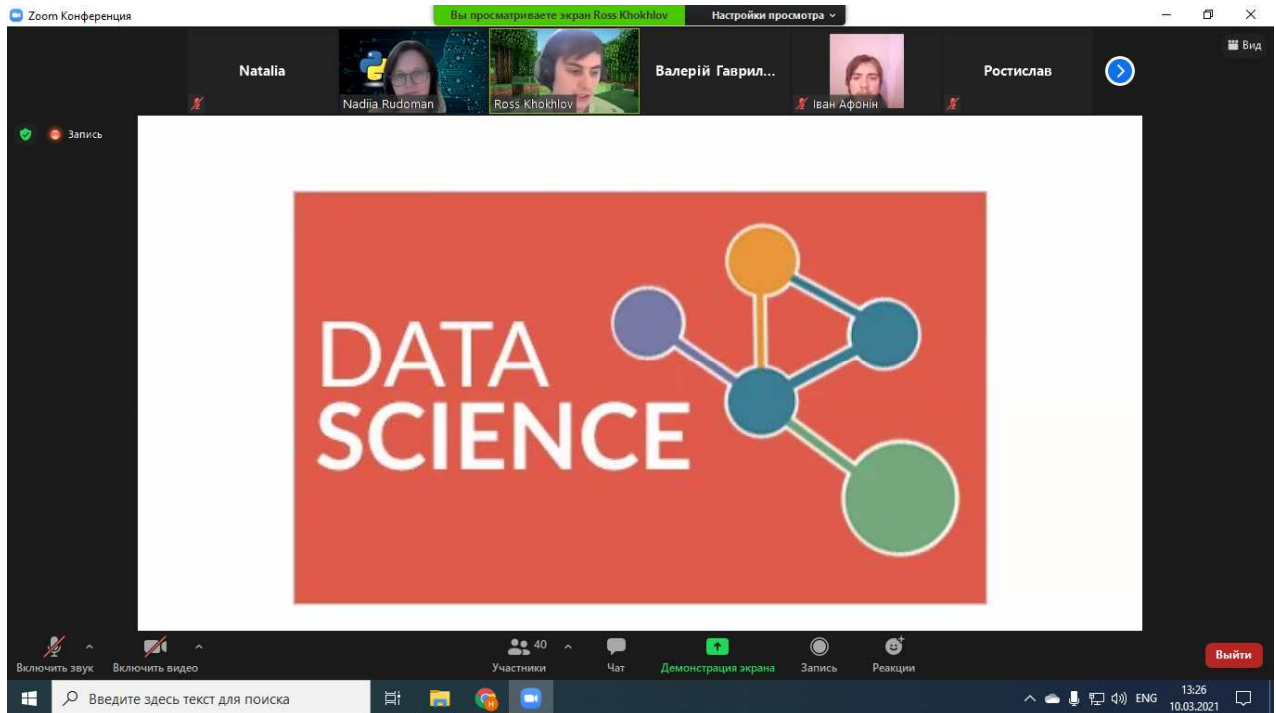 Zoom Конференция
Вы просматриваете экран Ross Khokhlov
Настройки просмотра
Вид
Natalia
Nadiia Rudoman
Ross Khokhlov
Валерій Гаврил...
Іван Афонін
Ростислав
Запись
DATA
SCIENCE
Включить звук
Включить видео
40
Участники
Чат
Демонстрация экрана
Запись
Реакции
Выйти
Введите здесь текст для поиска
ENG
13:26
10.03.2021